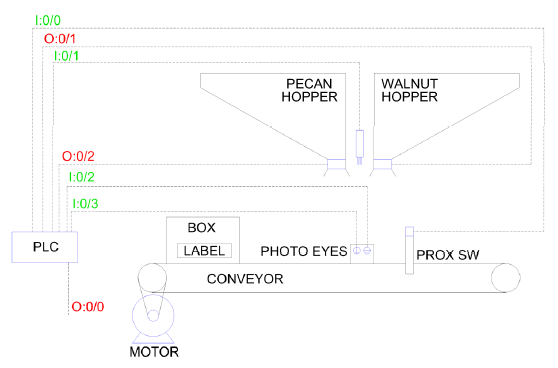 I:0/0
O:0/1
I:0/1
PECAN
HOPPER
WALNUT
HOPPER
O:0/2
I:0/2
I:0/3
BOX
LABEL
PLC
PHOTO EYES
PROX SW
CONVEYOR
O:0/0
MOTOR